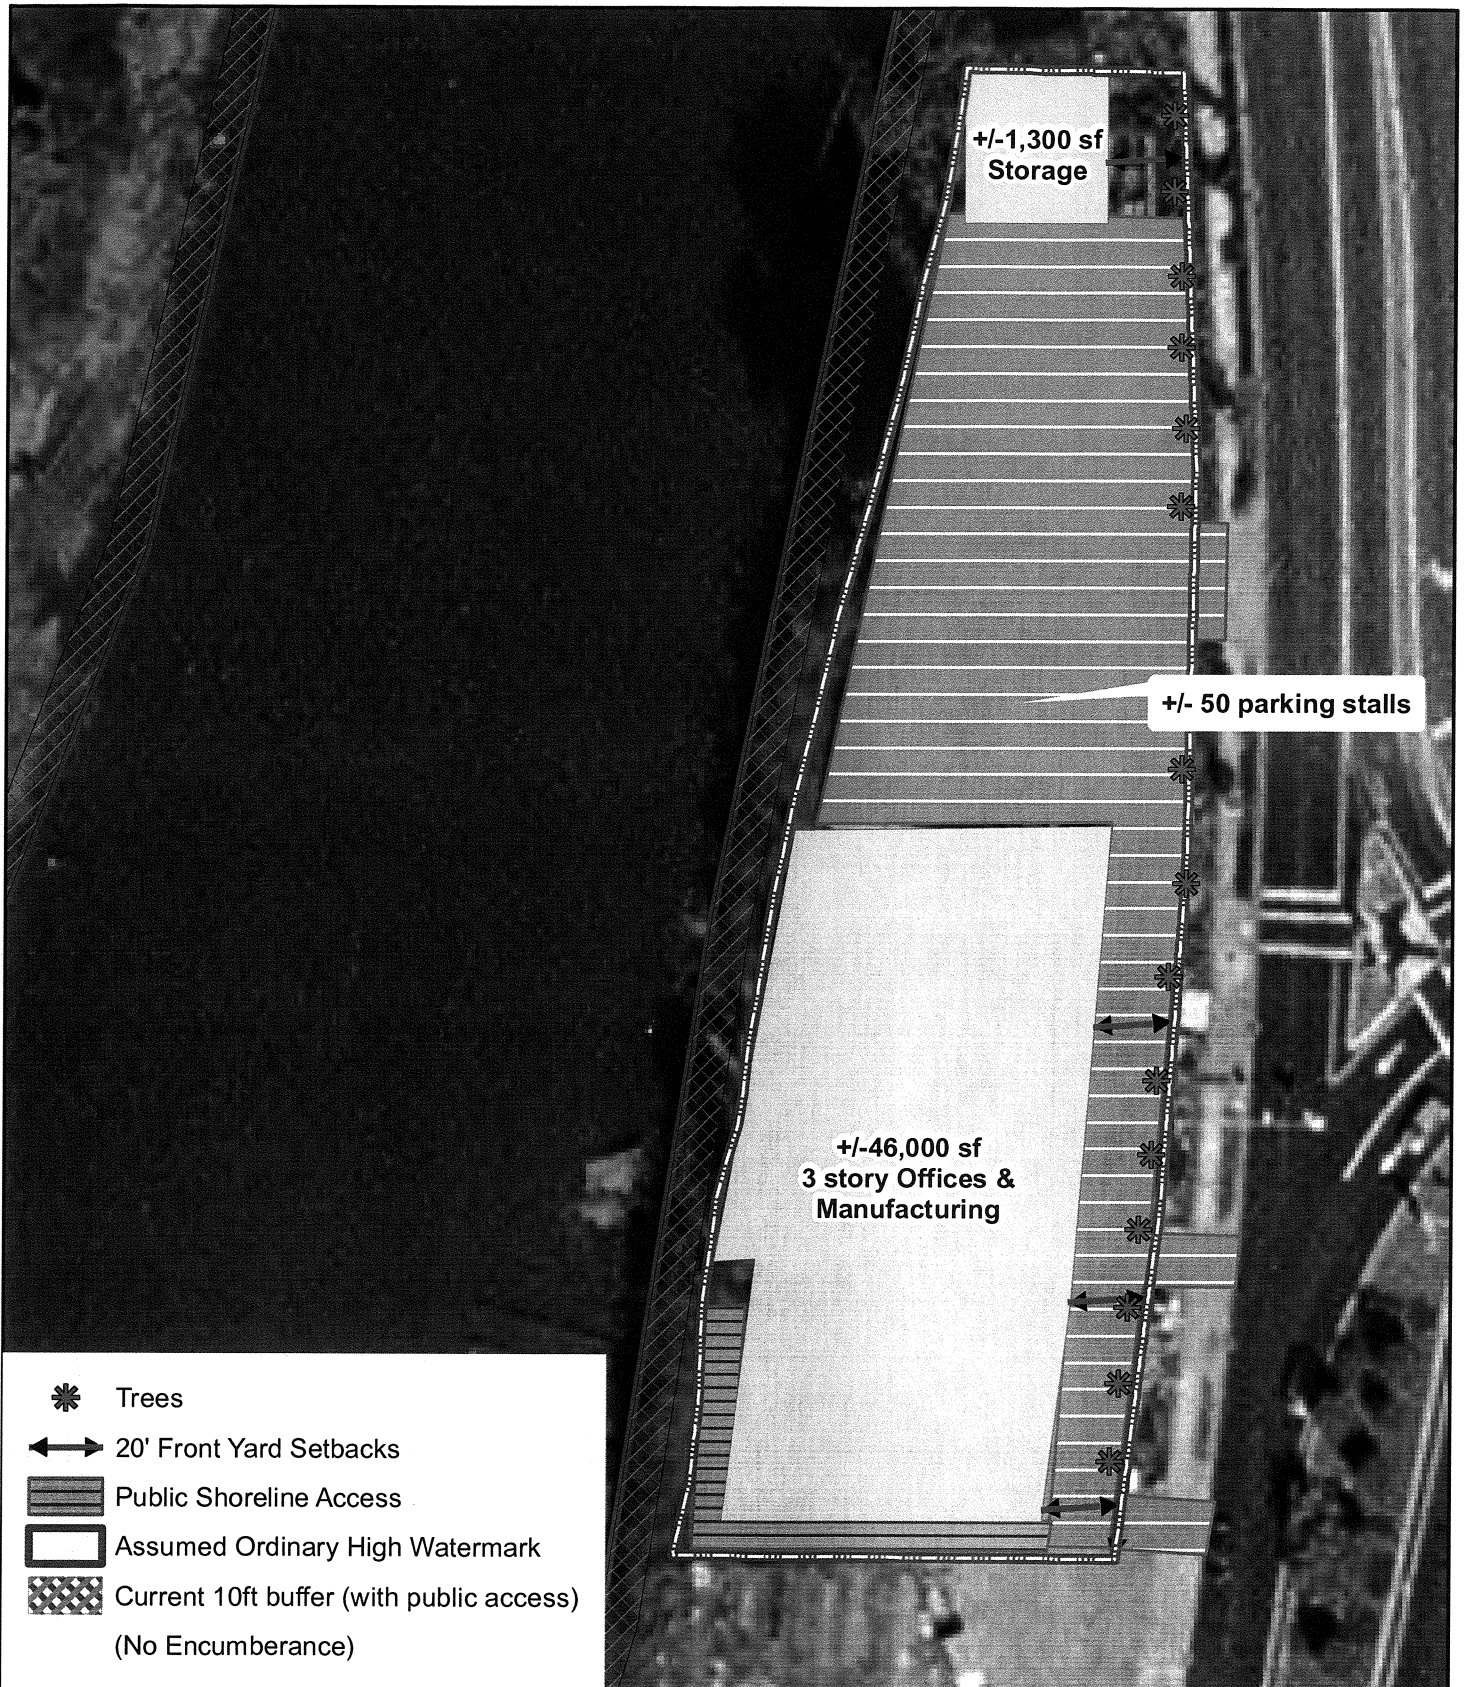 +/-1,300 sf
Storage
+/- 50 parking stalls
+/-46,000 sf
3 story Offices &
Manufacturing
Trees
20' Front Yard Setbacks
Public Shoreline Access
Assumed Ordinary High Watermark
Current 10ft buffer (with public access)
(No Encumberance)